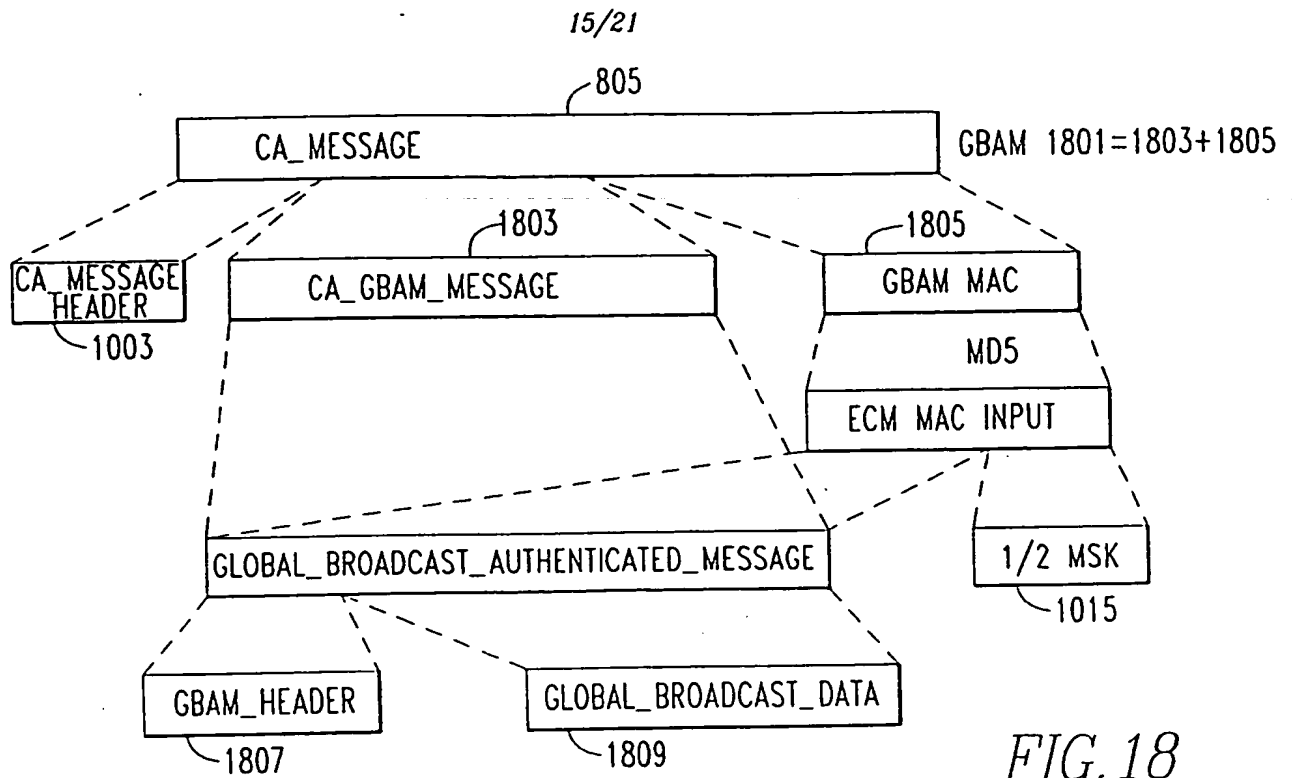 15/21
805
CA_MESSAGE
GBAM 1801=1803+1805
1803
1805
CA_MESSAGE
HEADER
CA_GBAM_MESSAGE
GBAM MAC
1003
MD5
ECM MAC INPUT
GLOBAL_BROADCAST_AUTHENTICATED_MESSAGE
1/2 MSK
1015
GBAM_HEADER
GLOBAL_BROADCAST_DATA
1807
1809
FIG. 18